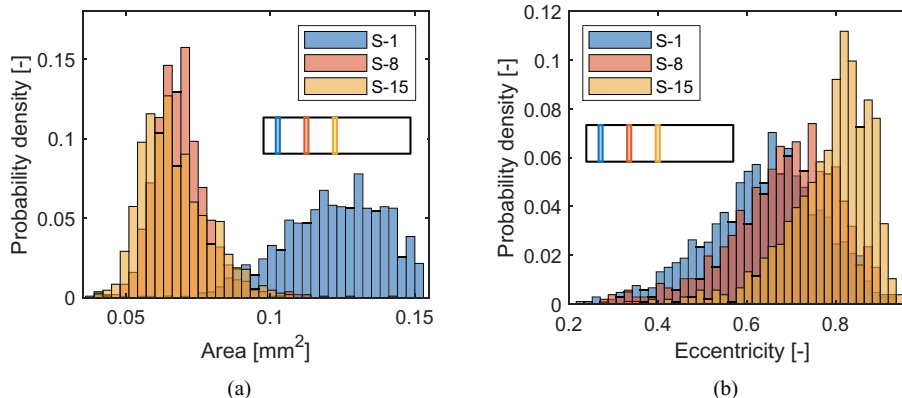 Probability density [-]
0.15
0.1
0.05
0
0.05
0.1
0.15
Area [mm²]
S-1
S-8
S-15
(a)
Probability density [-]
0.12
0.10
0.08
0.06
0.04
0.02
0
0.2
0.4
0.6
0.8
Eccentricity [-]
S-1
S-8
S-15
(b)